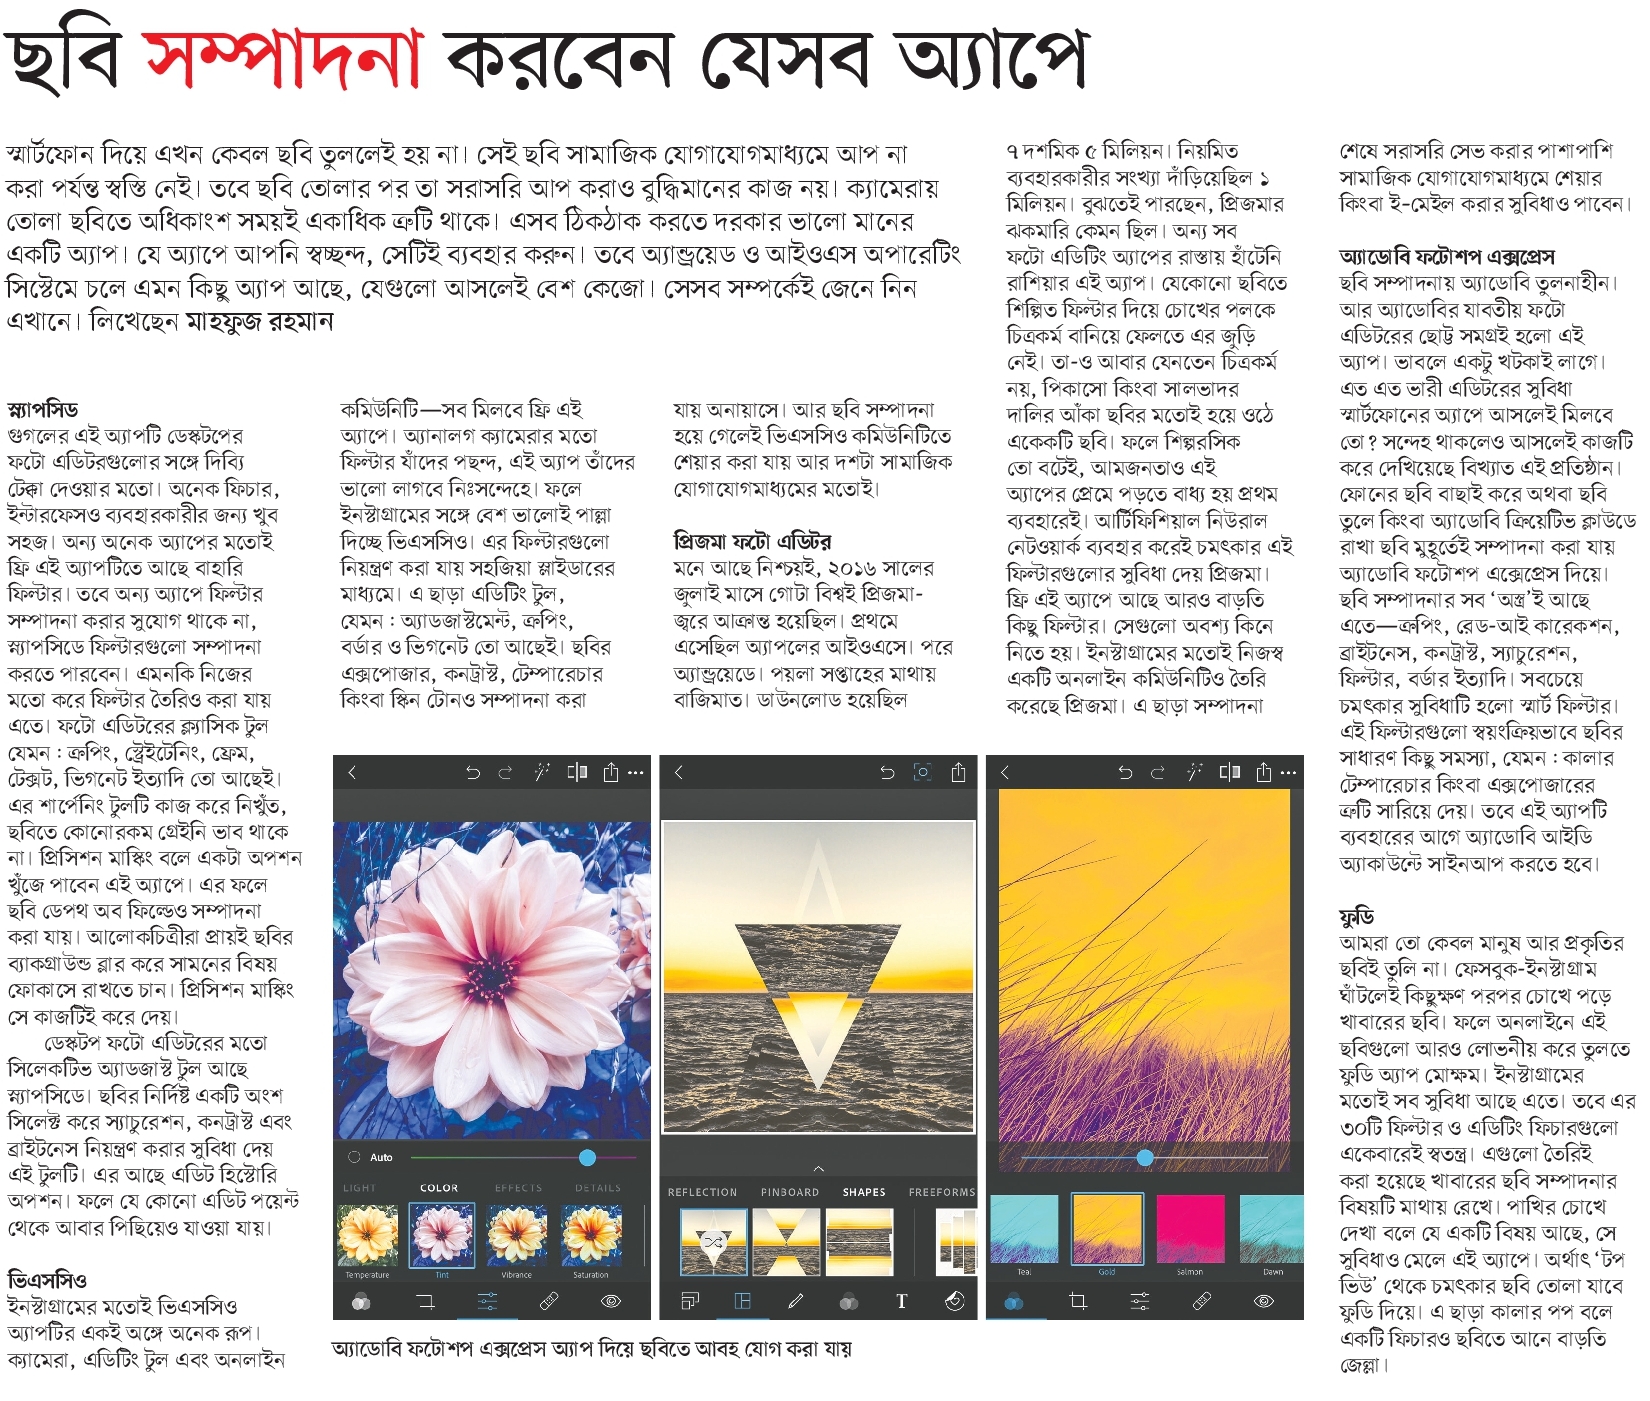 ছবি সম্পাদনা করবেন যেসব অ্যাপে
স্মার্টফোন দিয়ে এখন কেবল ছবি তুললেই হয় না। সেই ছবি সামাজিক যোগাযোগমাধ্যমে আপ না
করা পর্যন্ত স্বস্তি নেই। তবে ছবি তোলার পর তা সরাসরি আপ করাও বুদ্ধিমানের কাজ নয়। ক্যামেরায়
তোলা ছবিতে অধিকাংশ সময়ই একাধিক ত্রুটি থাকে। এসব ঠিকঠাক করতে দরকার ভালো মানের
একটি অ্যাপ। যে অ্যাপে আপনি স্বচ্ছন্দ, সেটিই ব্যবহার করুন। তবে অ্যান্ড্রয়েড ও আইওএস অপারেটিং
সিস্টেমে চলে এমন কিছু অ্যাপ আছে, যেগুলো আসলেই বেশ কেজো। সেসব সম্পর্কেই জেনে নিন
এখানে। লিখেছেন মাহফুজ রহমান
স্ন্যাপসিড
গুগলের এই অ্যাপটি ডেস্কটপের
ফটো এডিটরগুলোর সঙ্গে দিব্যি
টেক্কা দেওয়ার মতো। অনেক ফিচার,
ইন্টারফেসও ব্যবহারকারীর জন্য খুব
সহজ। অন্য অনেক অ্যাপের মতোই
ফ্রি এই অ্যাপটিতে আছে বাহারি
ফিল্টার। তবে অন্য অ্যাপে ফিল্টার
সম্পাদনা করার সুযোগ থাকে না,
স্ন্যাপসিডে ফিল্টারগুলো সম্পাদনা
করতে পারবেন। এমনকি নিজের
মতো করে ফিল্টার তৈরিও করা যায়
এতে। ফটো এডিটরের ক্ল্যাসিক টুল
যেমন : ক্রপিং, স্ট্রেইটেনিং, ফ্রেম,
টেক্সট, ভিগনেট ইত্যাদি তো আছেই।
এর শার্পেনিং টুলটি কাজ করে নিখুঁত,
ছবিতে কোনোরকম গ্রেইনি ভাব থাকে
না। প্রিসিশন মাস্কিং বলে একটা অপশন
খুঁজে পাবেন এই অ্যাপে। এর ফলে
ছবি ডেপথ অব ফিল্ডেও সম্পাদনা
করা যায়। আলোকচিত্রীরা প্রায়ই ছবির
ব্যাকগ্রাউন্ড ব্লার করে সামনের বিষয়
ফোকাসে রাখতে চান। প্রিসিশন মাস্কিং
সে কাজটিই করে দেয়।
ডেস্কটপ ফটো এডিটরের মতো
সিলেকটিভ অ্যাডজাস্ট টুল আছে
স্ন্যাপসিডে। ছবির নির্দিষ্ট একটি অংশ
সিলেক্ট করে স্যাচুরেশন, কনট্রাস্ট এবং
ব্রাইটনেস নিয়ন্ত্রণ করার সুবিধা দেয়
এই টুলটি। এর আছে এডিট হিস্টোরি
অপশন। ফলে যে কোনো এডিট পয়েন্ট
থেকে আবার পিছিয়েও যাওয়া যায়।
ভিএসসিও
ইনস্টাগ্রামের মতোই ভিএসসিও
অ্যাপটির একই অঙ্গে অনেক রূপ।
ক্যামেরা, এডিটিং টুল এবং অনলাইন
কমিউনিটি—সব মিলবে ফ্রি এই
অ্যাপে। অ্যানালগ ক্যামেরার মতো
ফিল্টার যাঁদের পছন্দ, এই অ্যাপ তাঁদের
ভালো লাগবে নিঃসন্দেহে। ফলে
ইনস্টাগ্রামের সঙ্গে বেশ ভালোই পাল্লা
দিচ্ছে ভিএসসিও। এর ফিল্টারগুলো
নিয়ন্ত্রণ করা যায় সহজিয়া স্লাইডারের
মাধ্যমে। এ ছাড়া এডিটিং টুল,
যেমন : অ্যাডজাস্টমেন্ট, ক্রপিং,
বর্ডার ও ভিগনেট তো আছেই। ছবির
এক্সপোজার, কনট্রাস্ট, টেম্পারেচার
কিংবা স্কিন টোনও সম্পাদনা করা
যায় অনায়াসে। আর ছবি সম্পাদনা
হয়ে গেলেই ভিএসসিও কমিউনিটিতে
শেয়ার করা যায় আর দশটা সামাজিক
যোগাযোগমাধ্যমের মতোই।
প্রিজমা ফটো এডিটর
মনে আছে নিশ্চয়ই, ২০১৬ সালের
জুলাই মাসে গোটা বিশ্বই প্রিজমা-
জ্বরে আক্রান্ত হয়েছিল। প্রথমে
এসেছিল অ্যাপলের আইওএসে। পরে
অ্যান্ড্রয়েডে। পয়লা সপ্তাহের মাথায়
বাজিমাত। ডাউনলোড হয়েছিল
৭ দশমিক ৫ মিলিয়ন। নিয়মিত
ব্যবহারকারীর সংখ্যা দাঁড়িয়েছিল ১
মিলিয়ন। বুঝতেই পারছেন, প্রিজমার
ঝকমারি কেমন ছিল। অন্য সব
ফটো এডিটিং অ্যাপের রাস্তায় হাঁটেনি
রাশিয়ার এই অ্যাপ। যেকোনো ছবিতে
শিল্পিত ফিল্টার দিয়ে চোখের পলকে
চিত্রকর্ম বানিয়ে ফেলতে এর জুড়ি
নেই। তা-ও আবার যেনতেন চিত্রকর্ম
নয়, পিকাসো কিংবা সালভাদর
দালির আঁকা ছবির মতোই হয়ে ওঠে
একেকটি ছবি। ফলে শিল্পরসিক
তো বটেই, আমজনতাও এই
অ্যাপের প্রেমে পড়তে বাধ্য হয় প্রথম
ব্যবহারেই। আর্টিফিশিয়াল নিউরাল
নেটওয়ার্ক ব্যবহার করেই চমৎকার এই
ফিল্টারগুলোর সুবিধা দেয় প্রিজমা।
ফ্রি এই অ্যাপে আছে আরও বাড়তি
কিছু ফিল্টার। সেগুলো অবশ্য কিনে
নিতে হয়। ইনস্টাগ্রামের মতোই নিজস্ব
একটি অনলাইন কমিউনিটিও তৈরি
করেছে প্রিজমা। এ ছাড়া সম্পাদনা
শেষে সরাসরি সেভ করার পাশাপাশি
সামাজিক যোগাযোগমাধ্যমে শেয়ার
কিংবা ই-মেইল করার সুবিধাও পাবেন।
অ্যাডোবি ফটোশপ এক্সপ্রেস
ছবি সম্পাদনায় অ্যাডোবি তুলনাহীন।
আর অ্যাডোবির যাবতীয় ফটো
এডিটরের ছোট্ট সমগ্রই হলো এই
অ্যাপ। ভাবলে একটু খটকাই লাগে।
এত এত ভারী এডিটরের সুবিধা
স্মার্টফোনের অ্যাপে আসলেই মিলবে
তো? সন্দেহ থাকলেও আসলেই কাজটি
করে দেখিয়েছে বিখ্যাত এই প্রতিষ্ঠান।
ফোনের ছবি বাছাই করে অথবা ছবি
তুলে কিংবা অ্যাডোবি ক্রিয়েটিভ ক্লাউডে
রাখা ছবি মুহূর্তেই সম্পাদনা করা যায়
অ্যাডোবি ফটোশপ এক্সেপ্রেস দিয়ে।
ছবি সম্পাদনার সব ‘অস্ত্র’ই আছে
এতে—ক্রপিং, রেড-আই কারেকশন,
ব্রাইটনেস, কনট্রাস্ট, স্যাচুরেশন,
ফিল্টার, বর্ডার ইত্যাদি। সবচেয়ে
চমৎকার সুবিধাটি হলো স্মার্ট ফিল্টার।
এই ফিল্টারগুলো স্বয়ংক্রিয়ভাবে ছবির
সাধারণ কিছু সমস্যা, যেমন : কালার
টেম্পারেচার কিংবা এক্সপোজারের
ত্রুটি সারিয়ে দেয়। তবে এই অ্যাপটি
ব্যবহারের আগে অ্যাডোবি আইডি
অ্যাকাউন্টে সাইনআপ করতে হবে।
ফুডি
আমরা তো কেবল মানুষ আর প্রকৃতির
ছবিই তুলি না। ফেসবুক-ইনস্টাগ্রাম
ঘাঁটলেই কিছুক্ষণ পরপর চোখে পড়ে
খাবারের ছবি। ফলে অনলাইনে এই
ছবিগুলো আরও লোভনীয় করে তুলতে
ফুডি অ্যাপ মোক্ষম। ইনস্টাগ্রামের
মতোই সব সুবিধা আছে এতে। তবে এর
৩০টি ফিল্টার ও এডিটিং ফিচারগুলো
একেবারেই স্বতন্ত্র। এগুলো তৈরিই
করা হয়েছে খাবারের ছবি সম্পাদনার
বিষয়টি মাথায় রেখে। পাখির চোখে
দেখা বলে যে একটি বিষয় আছে, সে
সুবিধাও মেলে এই অ্যাপে। অর্থাৎ ‘টপ
ভিউ’ থেকে চমৎকার ছবি তোলা যাবে
ফুডি দিয়ে। এ ছাড়া কালার পপ বলে
একটি ফিচারও ছবিতে আনে বাড়তি
জেল্লা।
Auto
LIGHT COLOR EFFECTS DETAILS
Temperature Tint Vibrance Saturation
REFLECTION PINBOARD SHAPES FREEFORMS
T
Teal Gold Salmon Dawn
অ্যাডোবি ফটোশপ এক্সপ্রেস অ্যাপ দিয়ে ছবিতে আবহ যোগ করা যায়